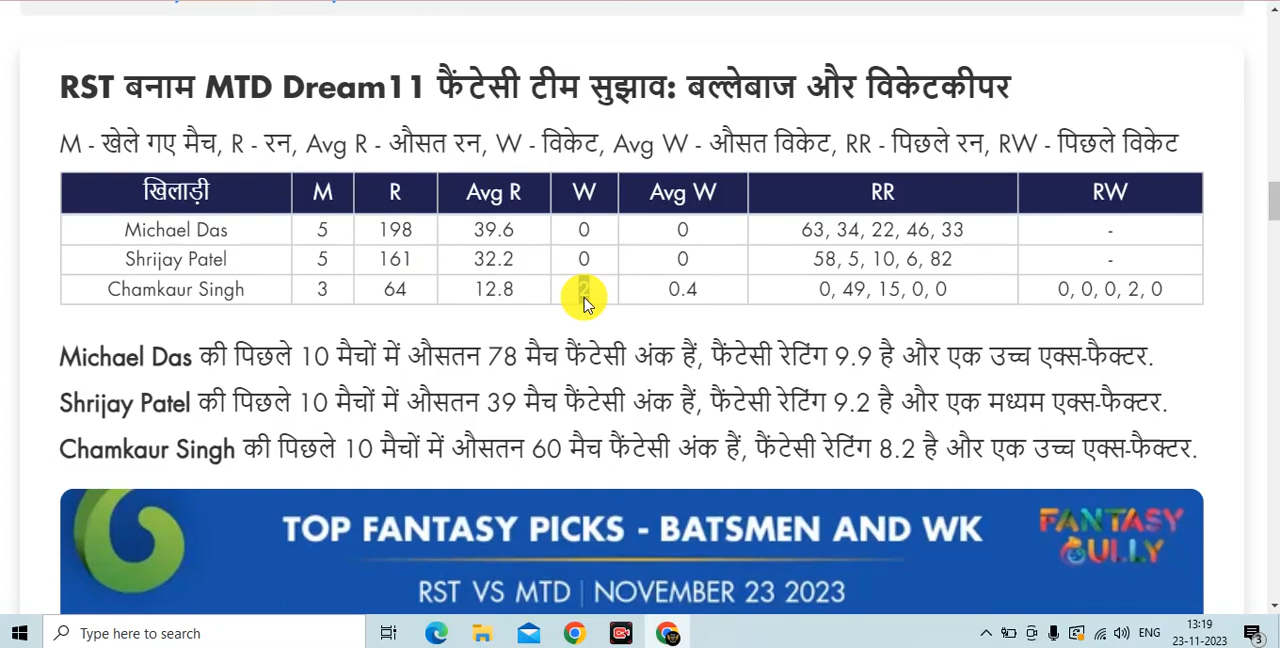 RST बनाम MTD Dream11 फैंटेसी टीम सुझाव: बल्लेबाज और विकेटकीपर
M - खेले गए मैच, R - रन, Avg R - औसत रन, W - विकेट, Avg W - औसत विकेट, RR - पिछले रन, RW - पिछले विकेट
खिलाड़ी M R Avg R W Avg W RR RW
Michael Das 5 198 39.6 0 0 63, 34, 22, 46, 33 -
Shrijay Patel 5 161 32.2 0 0 58, 5, 10, 6, 82 -
Chamkaur Singh 3 64 12.8 2 0.4 0, 49, 15, 0, 0 0, 0, 0, 2, 0
Michael Das की पिछले 10 मैचों में औसतन 78 मैच फैंटेसी अंक हैं, फैंटेसी रेटिंग 9.9 है और एक उच्च एक्स-फैक्टर.
Shrijay Patel की पिछले 10 मैचों में औसतन 39 मैच फैंटेसी अंक हैं, फैंटेसी रेटिंग 9.2 है और एक मध्यम एक्स-फैक्टर.
Chamkaur Singh की पिछले 10 मैचों में औसतन 60 मैच फैंटेसी अंक हैं, फैंटेसी रेटिंग 8.2 है और एक उच्च एक्स-फैक्टर.
TOP FANTASY PICKS - BATSMEN AND WK
FANTASY
GULLY
RST VS MTD | NOVEMBER 23 2023
Type here to search
ENG
13:19
23-11-2023
3